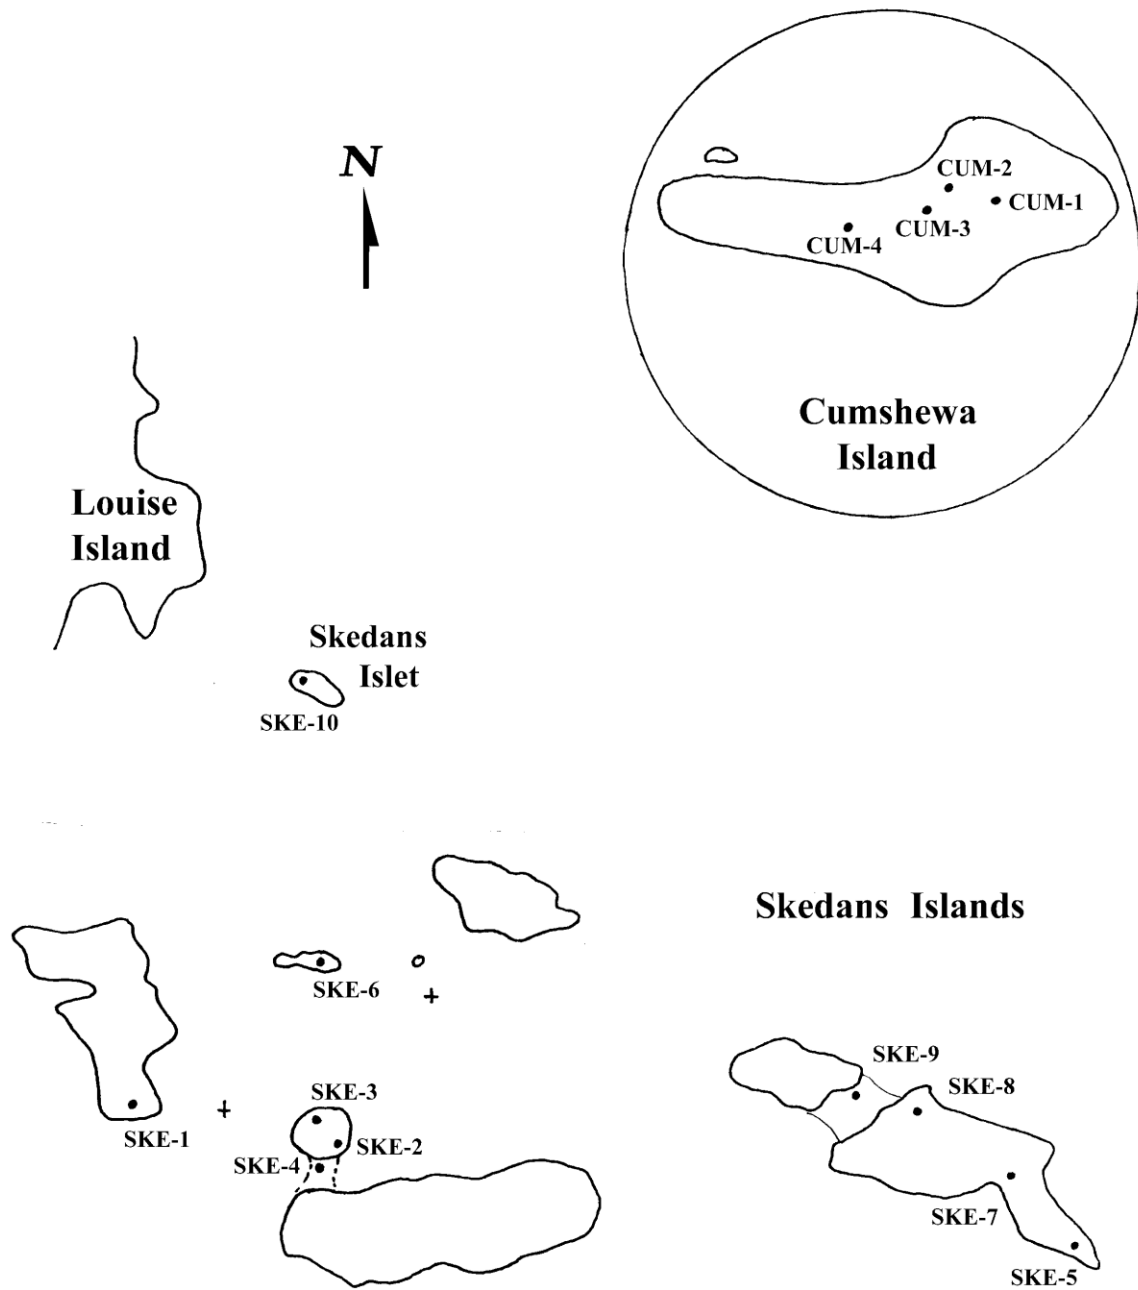 N
CUM-2
CUM-1
CUM-3
CUM-4
Cumshewa
Island
Louise
Island
Skedans
Islet
SKE-10
Skedans Islands
SKE-6
SKE-9
SKE-8
SKE-3
SKE-1
SKE-2
SKE-4
SKE-7
SKE-5